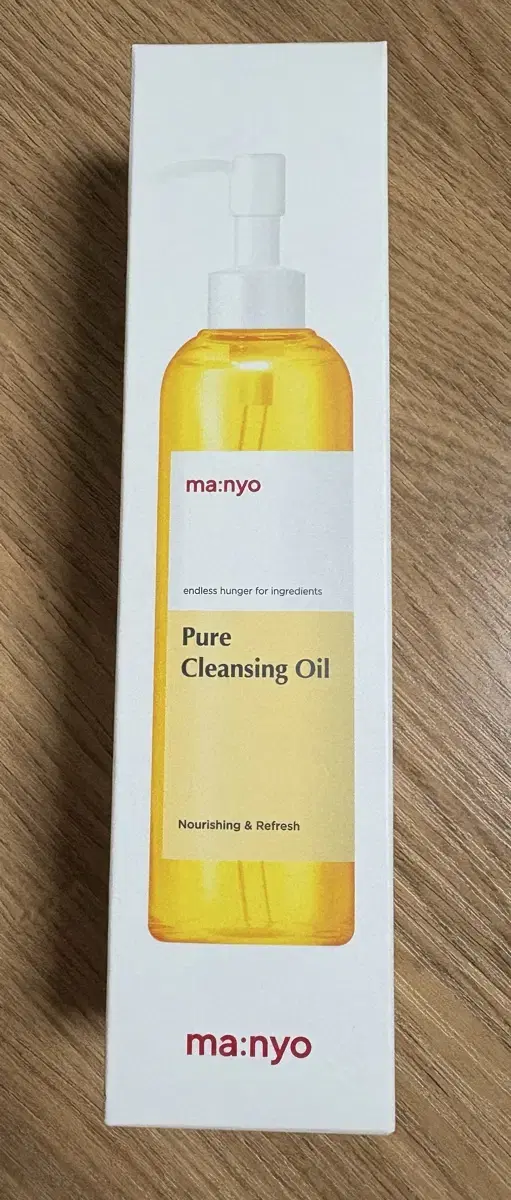 ma:nyo
endless hunger for ingredients
Pure
Cleansing Oil
Nourishing & Refresh
ma:nyo